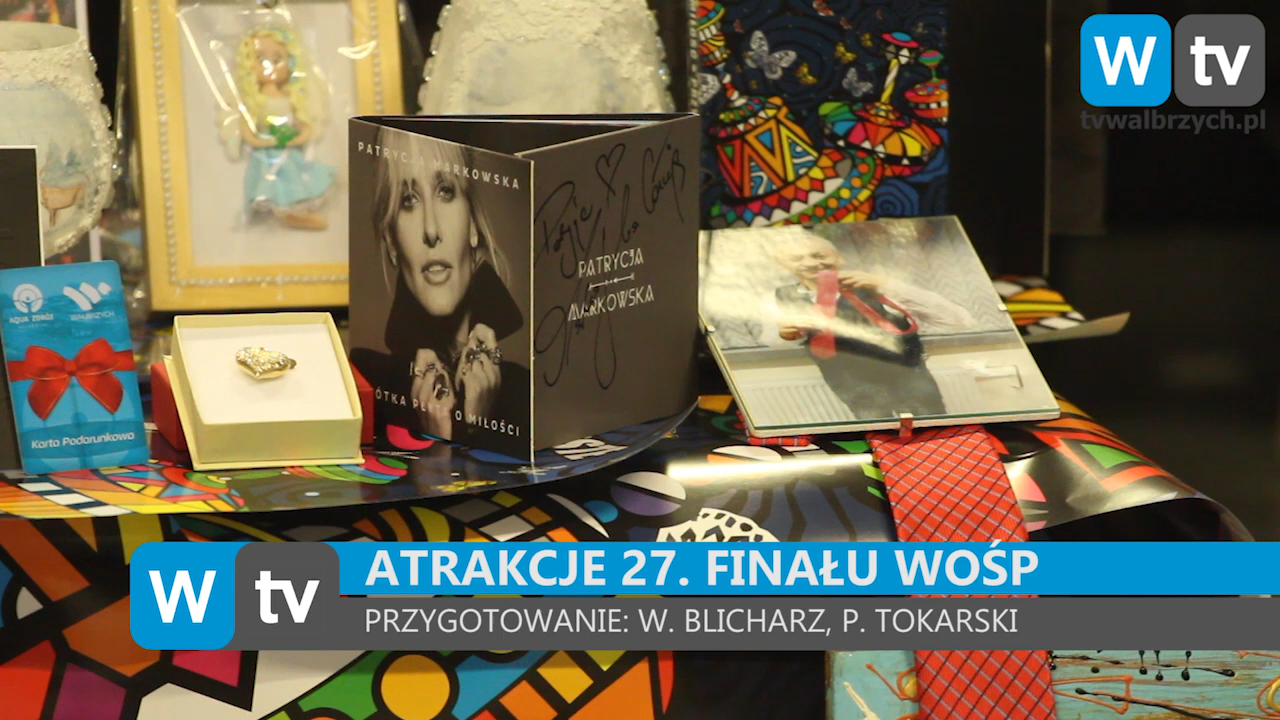 W tv
tvwalbrzych.pl
PATRYCJA MARKOWSKA
PATRYCJA
MARKOWSKA
AQUA ZDRÓJ
WAŁBRZYCH
Karta Podarunkowa
O MIŁOŚCI
W tv
ATRAKCJE 27. FINAŁU WOŚP
PRZYGOTOWANIE: W. BLICHARZ, P. TOKARSKI